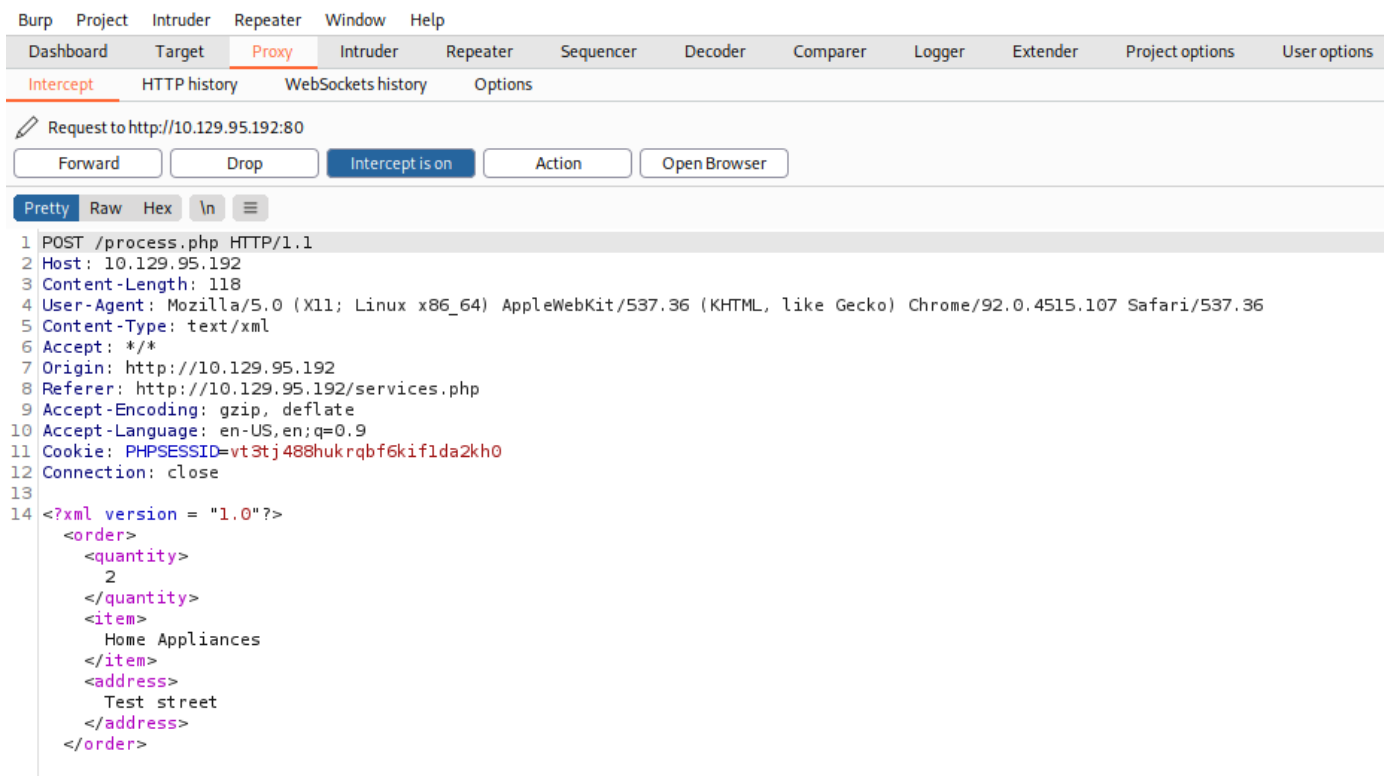 Burp Project Intruder Repeater Window Help
Dashboard Target Proxy Intruder Repeater Sequencer Decoder Comparer Logger Extender Project options User options
Intercept HTTP history WebSockets history Options
Request to http://10.129.95.192:80
Forward Drop Intercept is on Action Open Browser
Pretty Raw Hex \n ≡
1 POST /process.php HTTP/1.1
2 Host: 10.129.95.192
3 Content-Length: 118
4 User-Agent: Mozilla/5.0 (X11; Linux x86_64) AppleWebKit/537.36 (KHTML, like Gecko) Chrome/92.0.4515.107 Safari/537.36
5 Content-Type: text/xml
6 Accept: */*
7 Origin: http://10.129.95.192
8 Referer: http://10.129.95.192/services.php
9 Accept-Encoding: gzip, deflate
10 Accept-Language: en-US,en;q=0.9
11 Cookie: PHPSESSID=vt3tj488hukrqbf6kif1da2kh0
12 Connection: close
13
14 <?xml version = "1.0"?>
<order>
<quantity>
2
</quantity>
<item>
Home Appliances
</item>
<address>
Test street
</address>
</order>